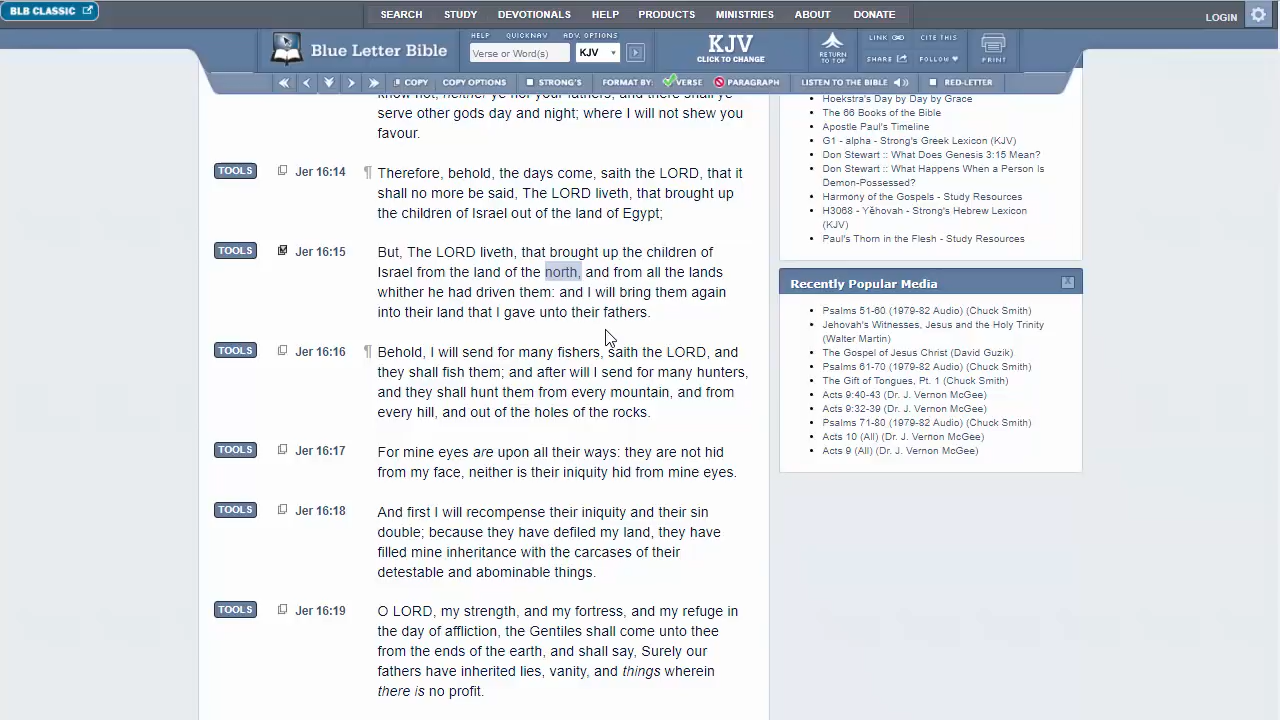 BLB CLASSIC
SEARCH STUDY DEVOTIONALS HELP PRODUCTS MINISTRIES ABOUT DONATE
LOGIN
Blue Letter Bible
HELP QUICKNAV ADV. OPTIONS
Verse or Word(s) KJV
KJV
CLICK TO CHANGE
RETURN
TO TOP
LINK CITE THIS
SHARE FOLLOW
PRINT
COPY COPY OPTIONS STRONG'S FORMAT BY: VERSE PARAGRAPH LISTEN TO THE BIBLE RED-LETTER
serve other gods day and night; where I will not shew you
favour.
TOOLS Jer 16:14 ¶ Therefore, behold, the days come, saith the LORD, that it
shall no more be said, The LORD liveth, that brought up
the children of Israel out of the land of Egypt;
TOOLS Jer 16:15 But, The LORD liveth, that brought up the children of
Israel from the land of the north, and from all the lands
whither he had driven them: and I will bring them again
into their land that I gave unto their fathers.
TOOLS Jer 16:16 ¶ Behold, I will send for many fishers, saith the LORD, and
they shall fish them; and after will I send for many hunters,
and they shall hunt them from every mountain, and from
every hill, and out of the holes of the rocks.
TOOLS Jer 16:17 For mine eyes are upon all their ways: they are not hid
from my face, neither is their iniquity hid from mine eyes.
TOOLS Jer 16:18 And first I will recompense their iniquity and their sin
double; because they have defiled my land, they have
filled mine inheritance with the carcases of their
detestable and abominable things.
TOOLS Jer 16:19 O LORD, my strength, and my fortress, and my refuge in
the day of affliction, the Gentiles shall come unto thee
from the ends of the earth, and shall say, Surely our
fathers have inherited lies, vanity, and things wherein
there is no profit.
Hoekstra's Day by Day by Grace
The 66 Books of the Bible
Apostle Paul's Timeline
G1 - alpha - Strong's Greek Lexicon (KJV)
Don Stewart :: What Does Genesis 3:15 Mean?
Don Stewart :: What Happens When a Person Is
Demon-Possessed?
Harmony of the Gospels - Study Resources
H3068 - Yĕhovah - Strong's Hebrew Lexicon
(KJV)
Paul's Thorn in the Flesh - Study Resources
Recently Popular Media X
Psalms 51-60 (1979-82 Audio) (Chuck Smith)
Jehovah's Witnesses, Jesus and the Holy Trinity
(Walter Martin)
The Gospel of Jesus Christ (David Guzik)
Psalms 61-70 (1979-82 Audio) (Chuck Smith)
The Gift of Tongues, Pt. 1 (Chuck Smith)
Acts 9:40-43 (Dr. J. Vernon McGee)
Acts 9:32-39 (Dr. J. Vernon McGee)
Psalms 71-80 (1979-82 Audio) (Chuck Smith)
Acts 10 (All) (Dr. J. Vernon McGee)
Acts 9 (All) (Dr. J. Vernon McGee)